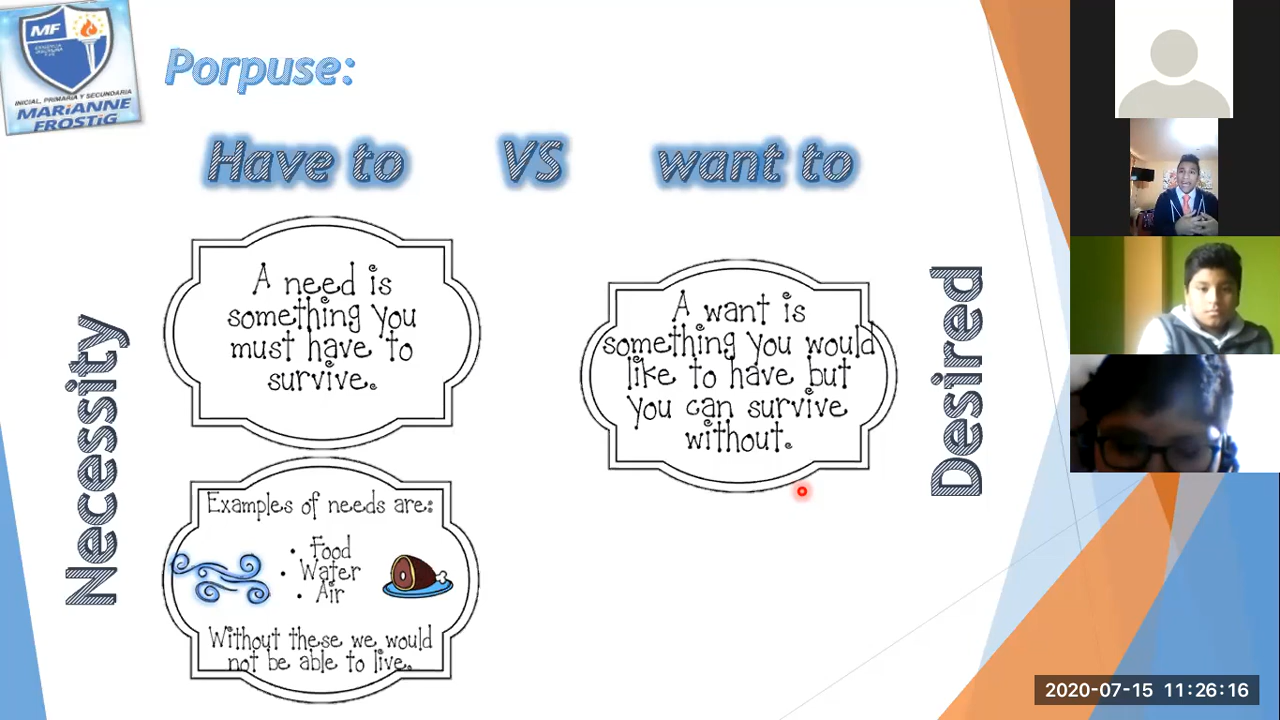 MF
INICIAL, PRIMARIA Y SECUNDARIA
MARIANNE
FROSTIG
Porpuse:
Have to VS want to
Necessity
A need is
something you
must have to
survive.
Examples of needs are:
• Food
• Water
• Air
Without these we would
not be able to live.
A want is
something you would
like to have but
you can survive
without.
Desired
2020-07-15 11:26:16